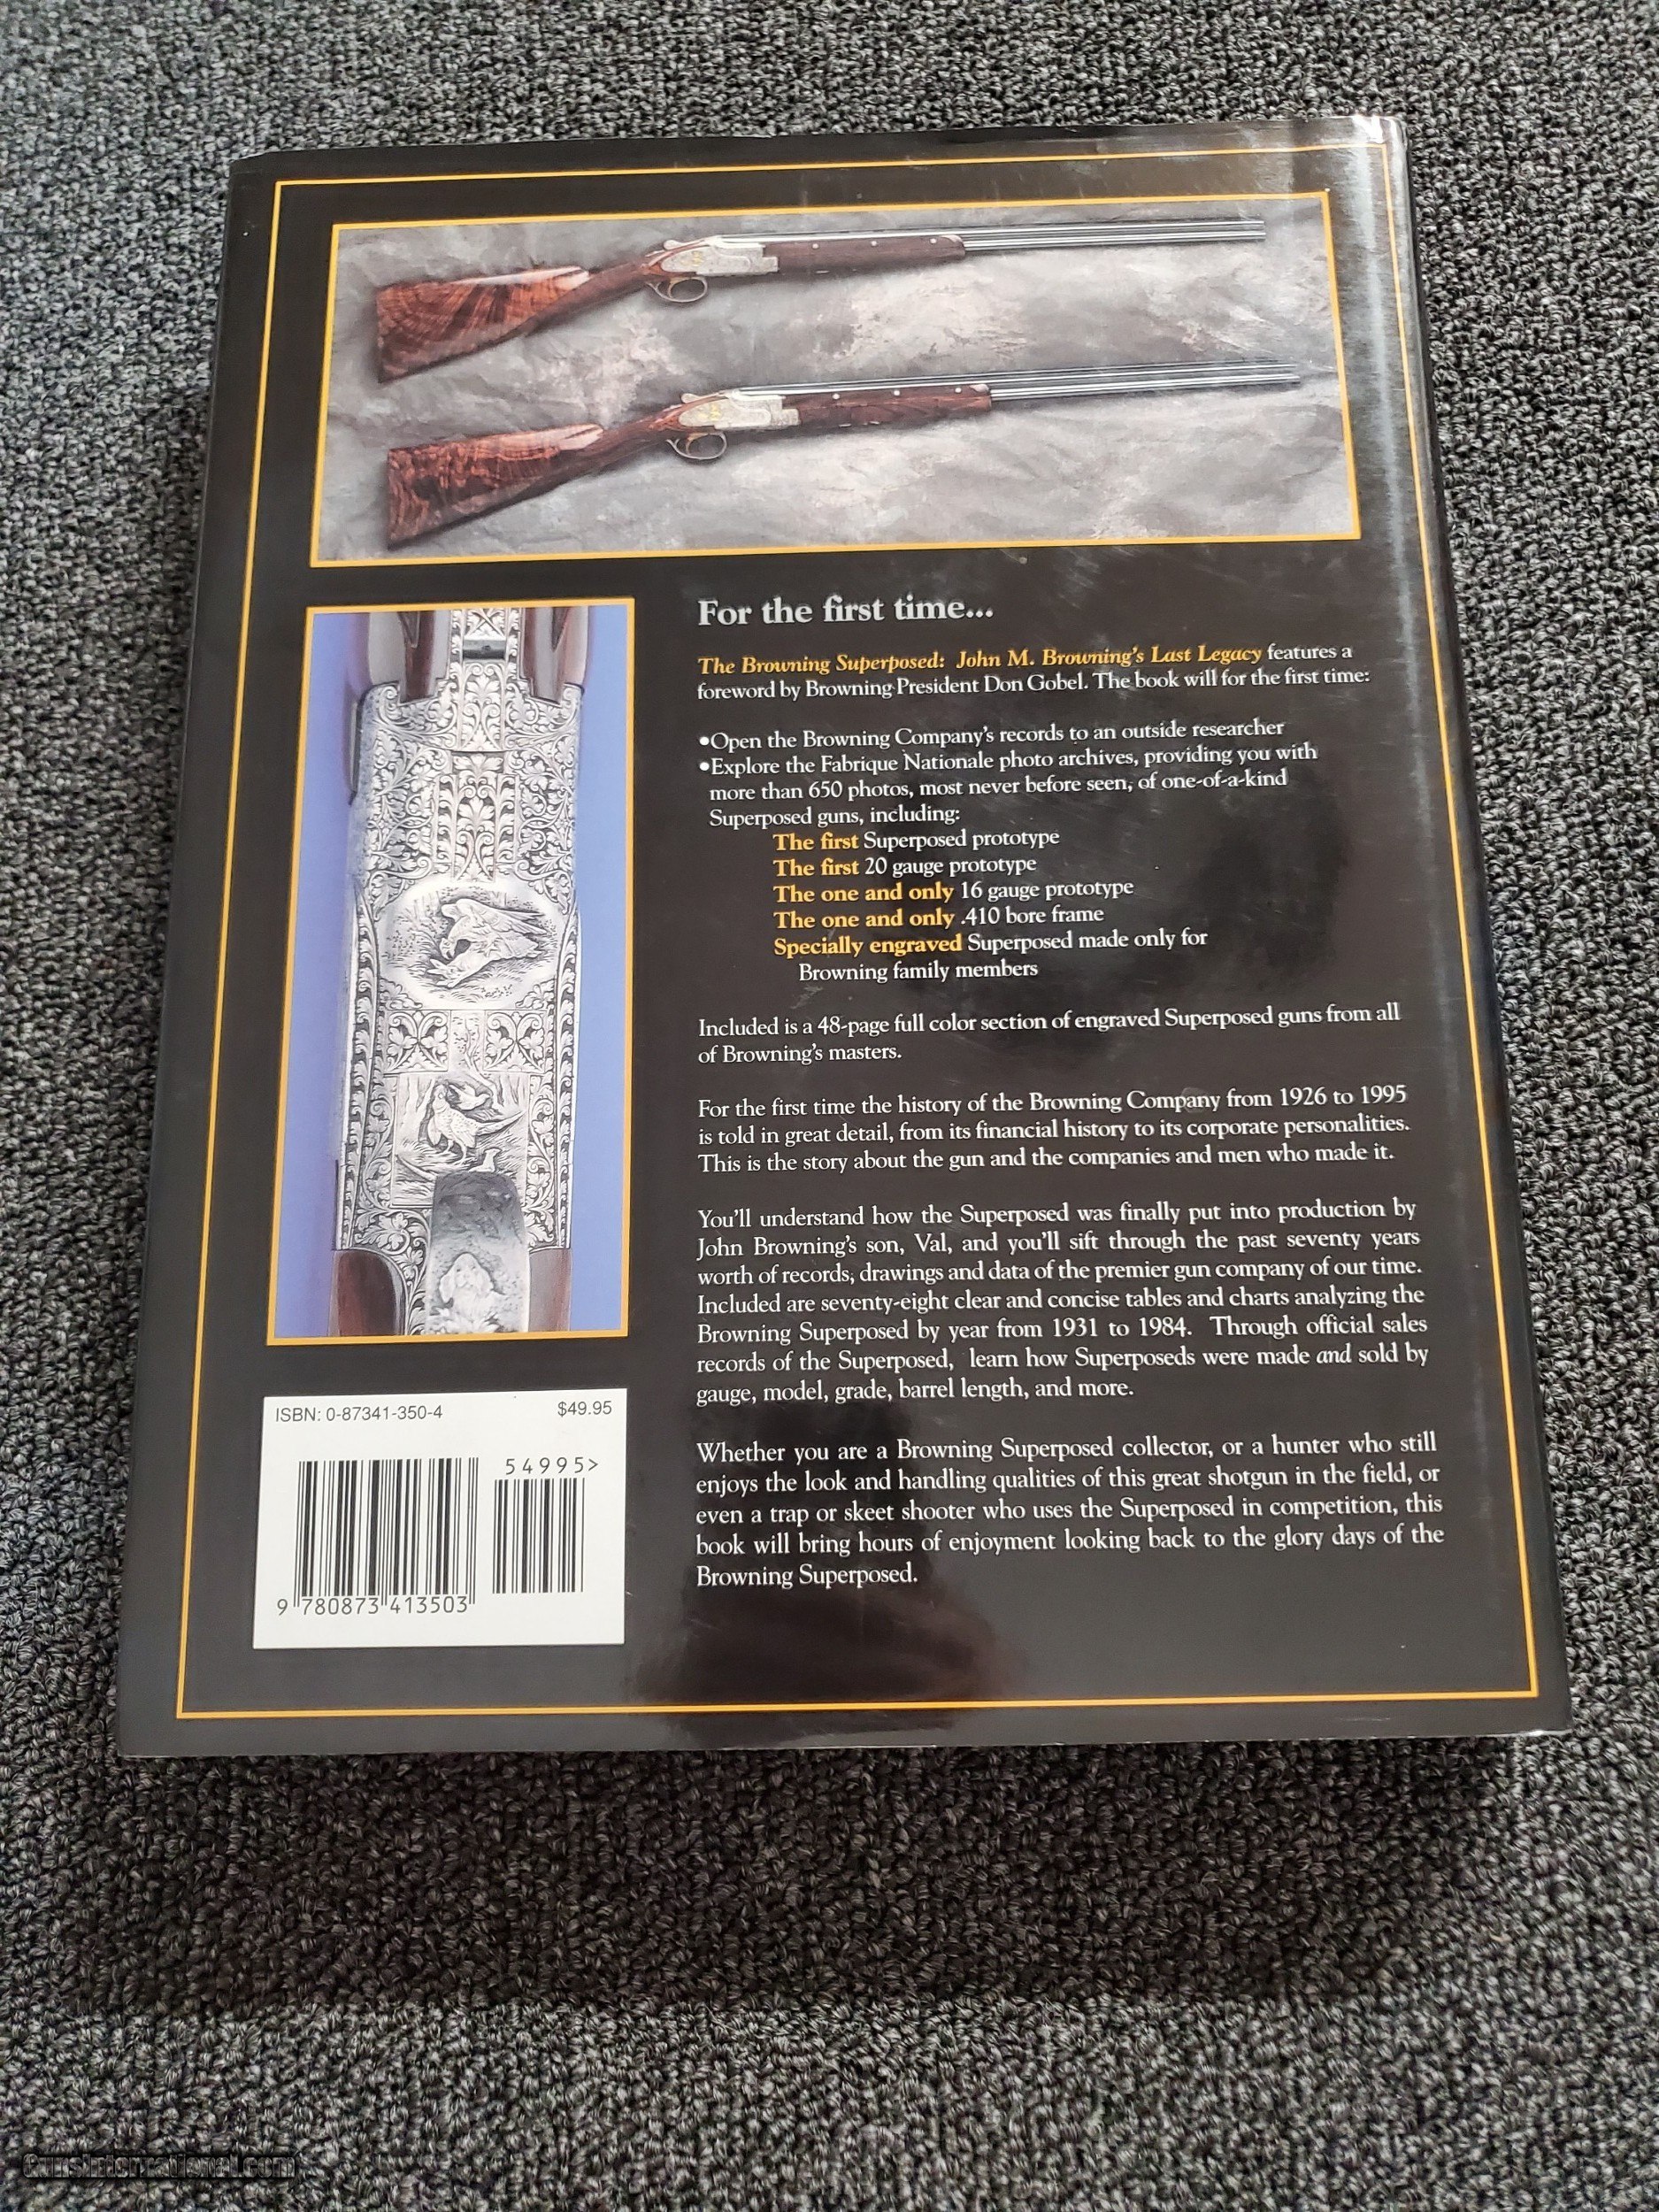 For the first time...
The Browning Superposed: John M. Browning's Last Legacy features a
foreword by Browning President Don Gobel. The book will for the first time:
•Open the Browning Company's records to an outside researcher
•Explore the Fabrique Nationale photo archives, providing you with
more than 650 photos, most never before seen, of one-of-a-kind
Superposed guns, including:
The first Superposed prototype
The first 20 gauge prototype
The one and only 16 gauge prototype
The one and only .410 bore frame
Specially engraved Superposed made only for
Browning family members
Included is a 48-page full color section of engraved Superposed guns from all
of Browning's masters.
For the first time the history of the Browning Company from 1926 to 1995
is told in great detail, from its financial history to its corporate personalities.
This is the story about the gun and the companies and men who made it.
You'll understand how the Superposed was finally put into production by
John Browning's son, Val, and you'll sift through the past seventy years
worth of records, drawings and data of the premier gun company of our time.
Included are seventy-eight clear and concise tables and charts analyzing the
Browning Superposed by year from 1931 to 1984. Through official sales
records of the Superposed, learn how Superposeds were made and sold by
gauge, model, grade, barrel length, and more.
Whether you are a Browning Superposed collector, or a hunter who still
enjoys the look and handling qualities of this great shotgun in the field, or
even a trap or skeet shooter who uses the Superposed in competition, this
book will bring hours of enjoyment looking back to the glory days of the
Browning Superposed.
ISBN: 0-87341-350-4 $49.95
54995>
9 780873 413503
GunsInternational.com